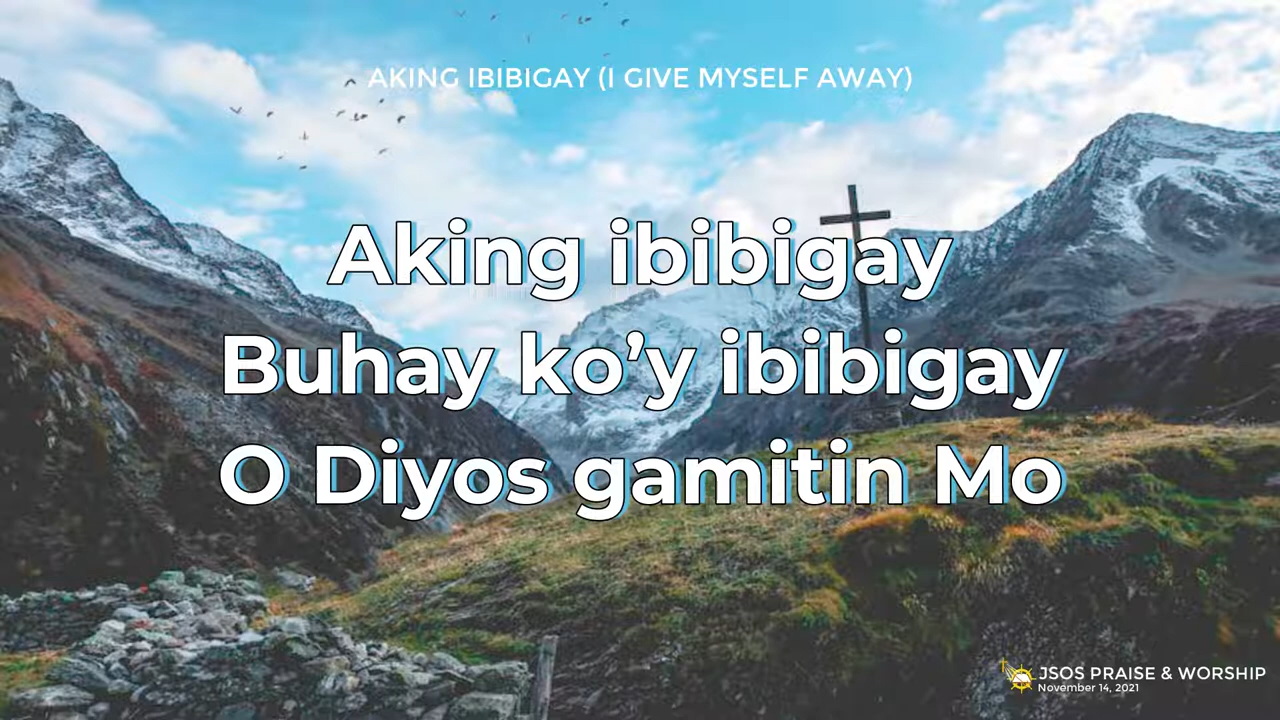 AKING IBIBIGAY (I GIVE MYSELF AWAY)
Aking ibibigay
Buhay ko’y ibibigay
O Diyos gamitin Mo
JSOS PRAISE & WORSHIP
November 14, 2021